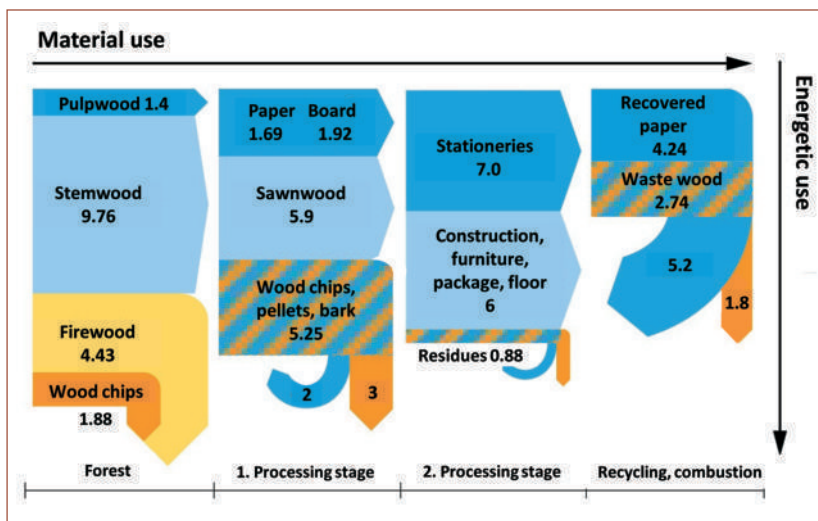 Material use
Energetic use
Pulpwood 1.4
Stemwood
9.76
Firewood
4.43
Wood chips
1.88
Paper Board
1.69 1.92
Sawnwood
5.9
Wood chips,
pellets, bark
5.25
2
3
Stationeries
7.0
Construction,
furniture,
package, floor
6
Residues 0.88
Recovered
paper
4.24
Waste wood
2.74
5.2
1.8
Forest
1. Processing stage
2. Processing stage
Recycling, combustion